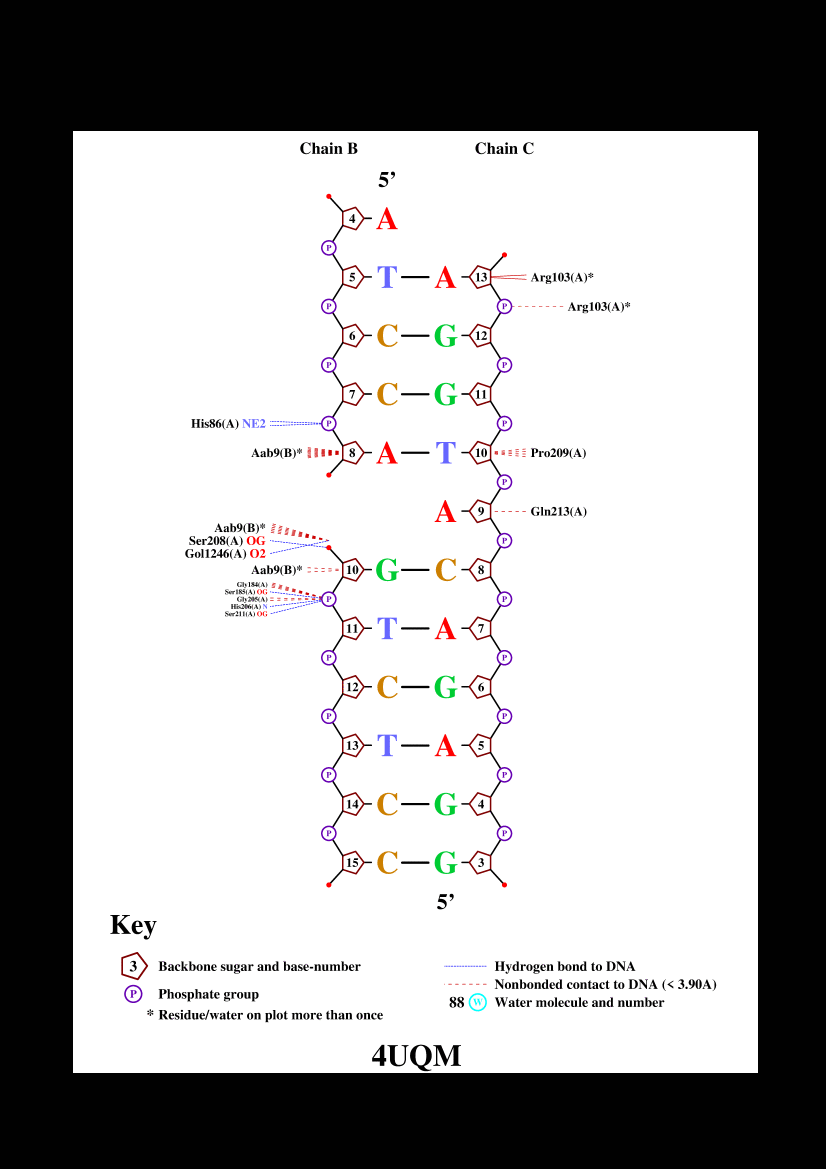 Chain B Chain C
5’
4 A
P
5 T A 13 Arg103(A)*
P P Arg103(A)*
6 C G 12
P P
7 C G 11
His86(A) NE2 P P
Aab9(B)* 8 A T 10 Pro209(A)
P
A 9 Gln213(A)
Aab9(B)*
Ser208(A) OG P
Gol1246(A) O2
Aab9(B)* 10 G C 8
Gly184(A)
Ser185(A) OG
Gly205(A) P P
His206(A) N
Ser211(A) OG
11 T A 7
P P
12 C G 6
P P
13 T A 5
P P
14 C G 4
P P
15 C G 3
5’
Key
3 Backbone sugar and base-number
P Phosphate group
* Residue/water on plot more than once
Hydrogen bond to DNA
Nonbonded contact to DNA (< 3.90A)
88 W Water molecule and number
4UQM